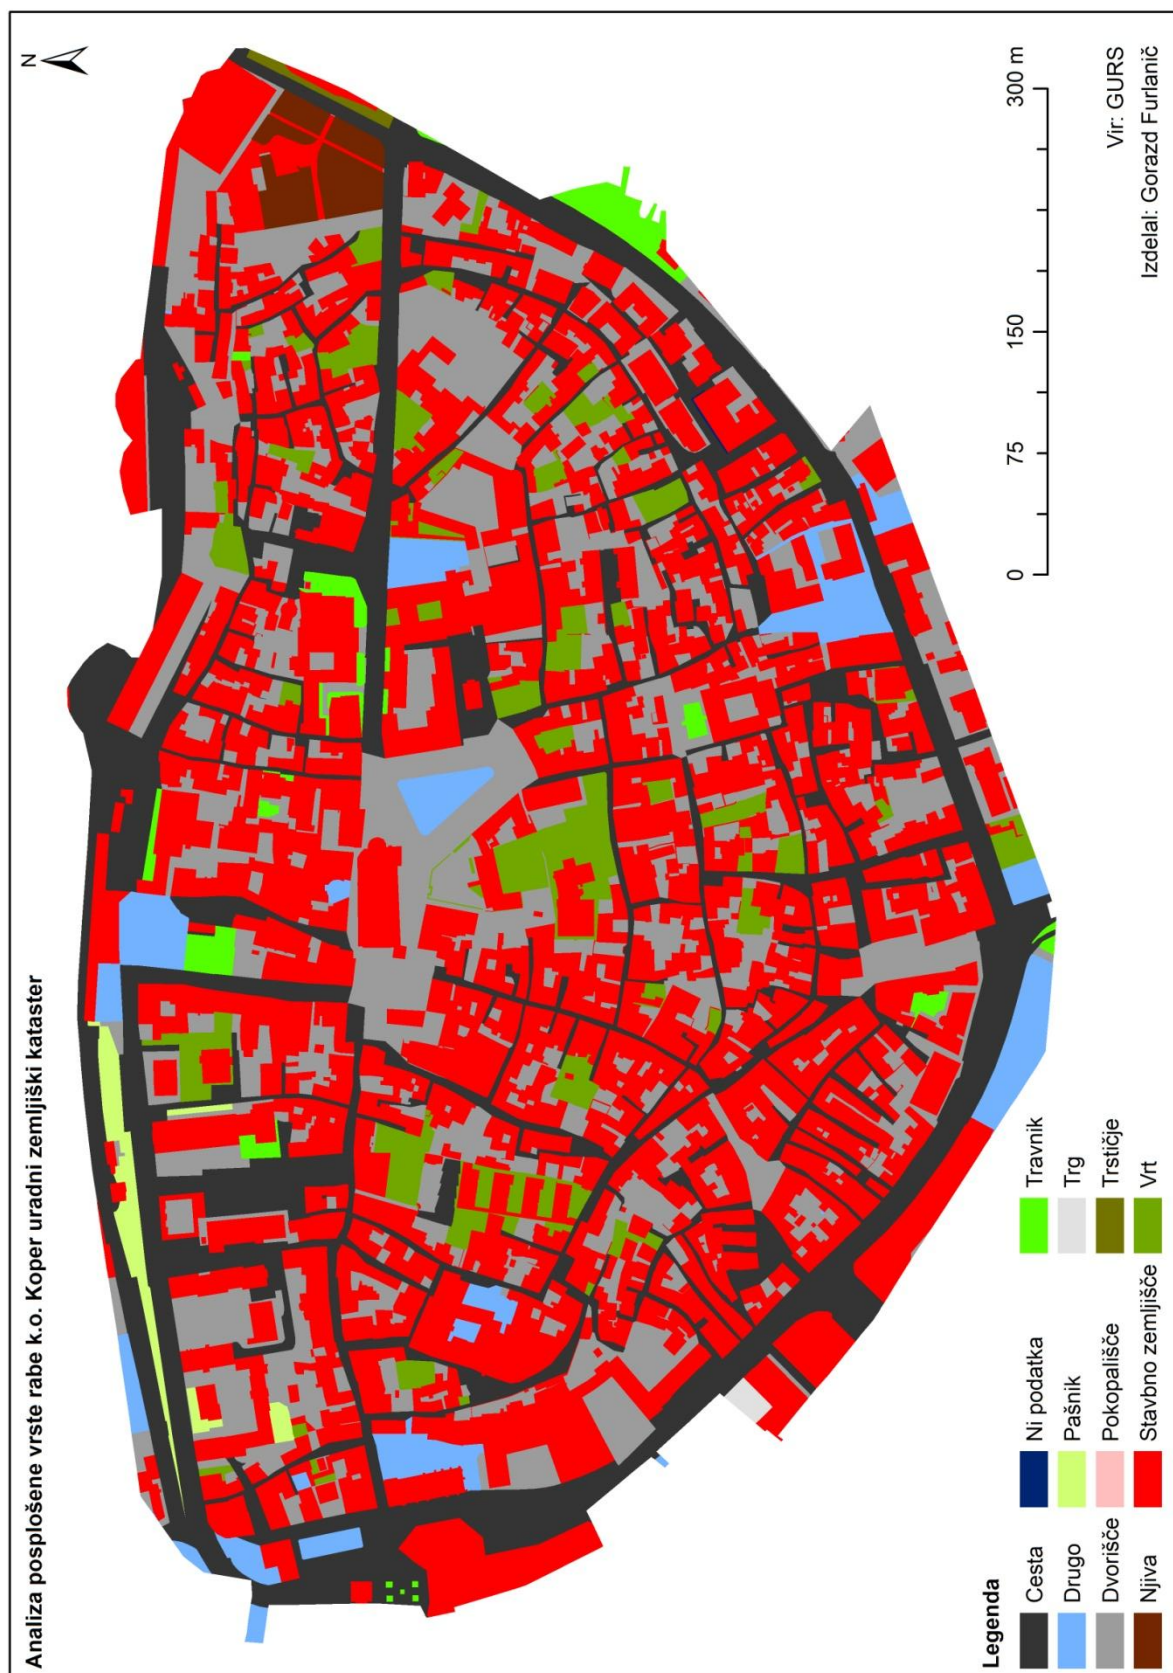 Analiza posplošene vrste rabe k.o. Koper uradni zemljiški kataster
N
Legenda
Cesta
Drugo
Dvorišče
Njiva
Ni podatka
Pašnik
Pokopališče
Stavbno zemljišče
Travnik
Trg
Trstičje
Vrt
0 75 150 300 m
Vir: GURS
Izdelal: Gorazd Furlanič